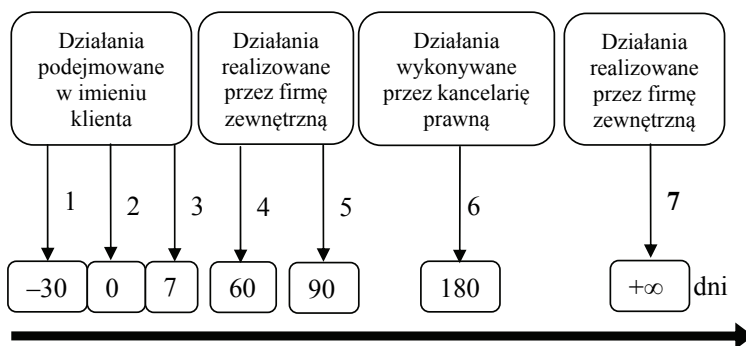 Działania
podejmowane
w imieniu
klienta
Działania
realizowane
przez firmę
zewnętrzną
Działania
wykonywane
przez kancelarię
prawną
Działania
realizowane
przez firmę
zewnętrzną
1 2 3 4 5 6 7
–30 0 7 60 90 180 +∞ dni